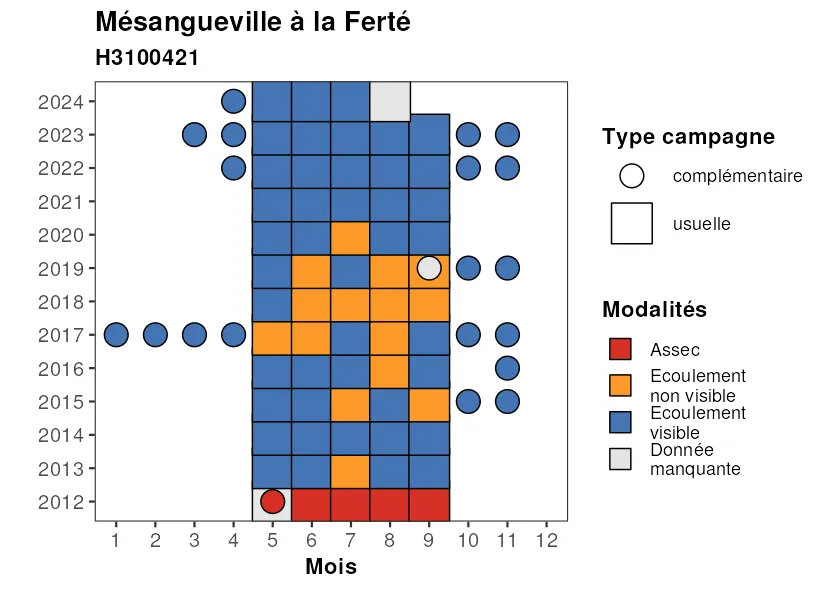 Mésangueville à la Ferté
H3100421
2024
2023
2022
2021
2020
2019
2018
2017
2016
2015
2014
2013
2012
1 2 3 4 5 6 7 8 9 10 11 12
Mois
Type campagne
complémentaire
usuelle
Modalités
Assec
Ecoulement
non visible
Ecoulement
visible
Donnée
manquante